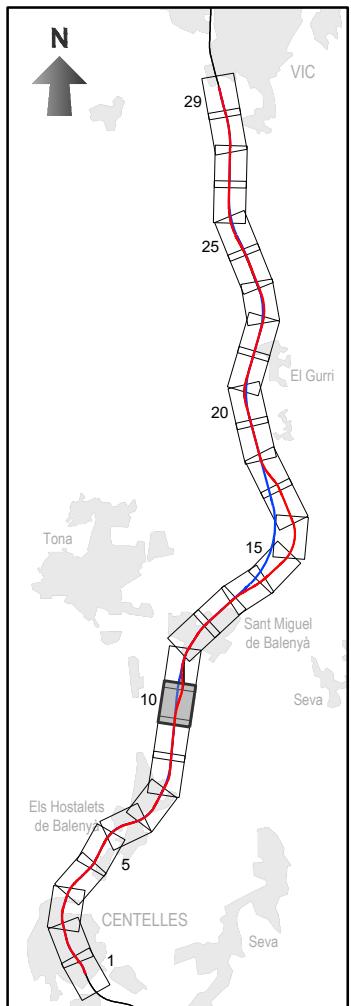 N
VIC
29
25
El Gurri
20
Tona
15
Sant Miguel
de Balenyà
Seva
10
Els Hostalets
de Balenyà
5
CENTELLES
Seva
1